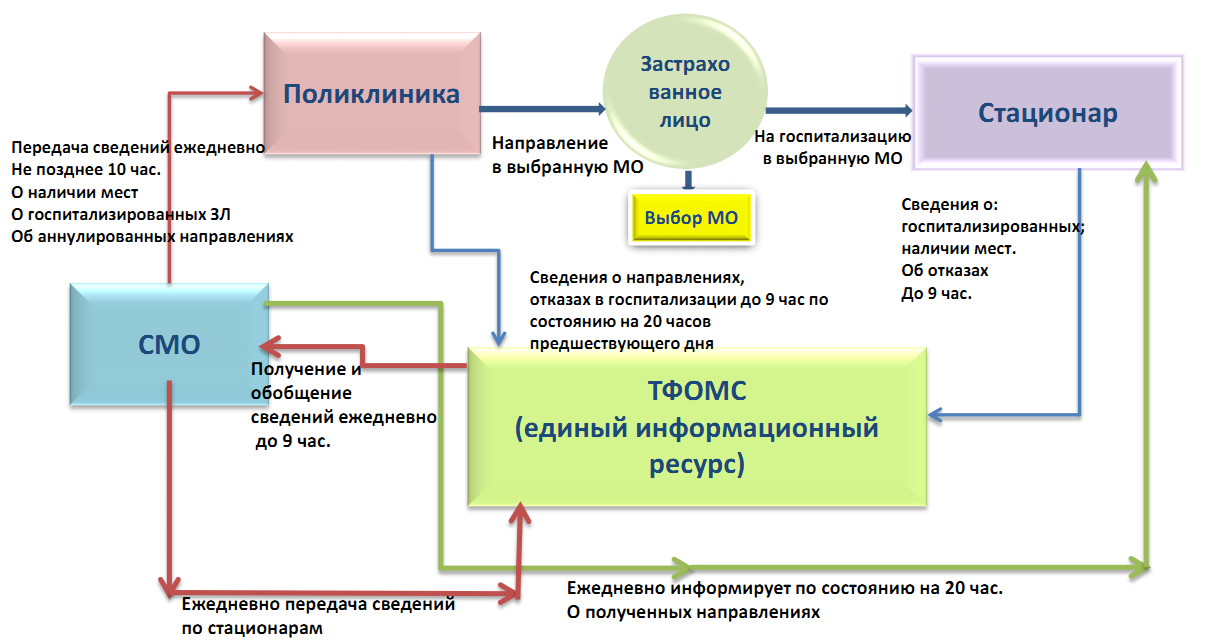 Поликлиника
Застрахо
ванное
лицо
Стационар
Направление
в выбранную МО
На госпитализацию
в выбранную МО
Выбор МО
Передача сведений ежедневно
Не позднее 10 час.
О наличии мест
О госпитализированных ЗЛ
Об аннулированных направлениях
Сведения о:
госпитализированных;
наличии мест.
Об отказах
До 9 час.
Сведения о направлениях,
отказах в госпитализации до 9 час по
состоянию на 20 часов
предшествующего дня
СМО
Получение и
обобщение
сведений ежедневно
до 9 час.
ТФОМС
(единый информационный
ресурс)
Ежедневно информирует по состоянию на 20 час.
О полученных направлениях
Ежедневно передача сведений
по стационарам